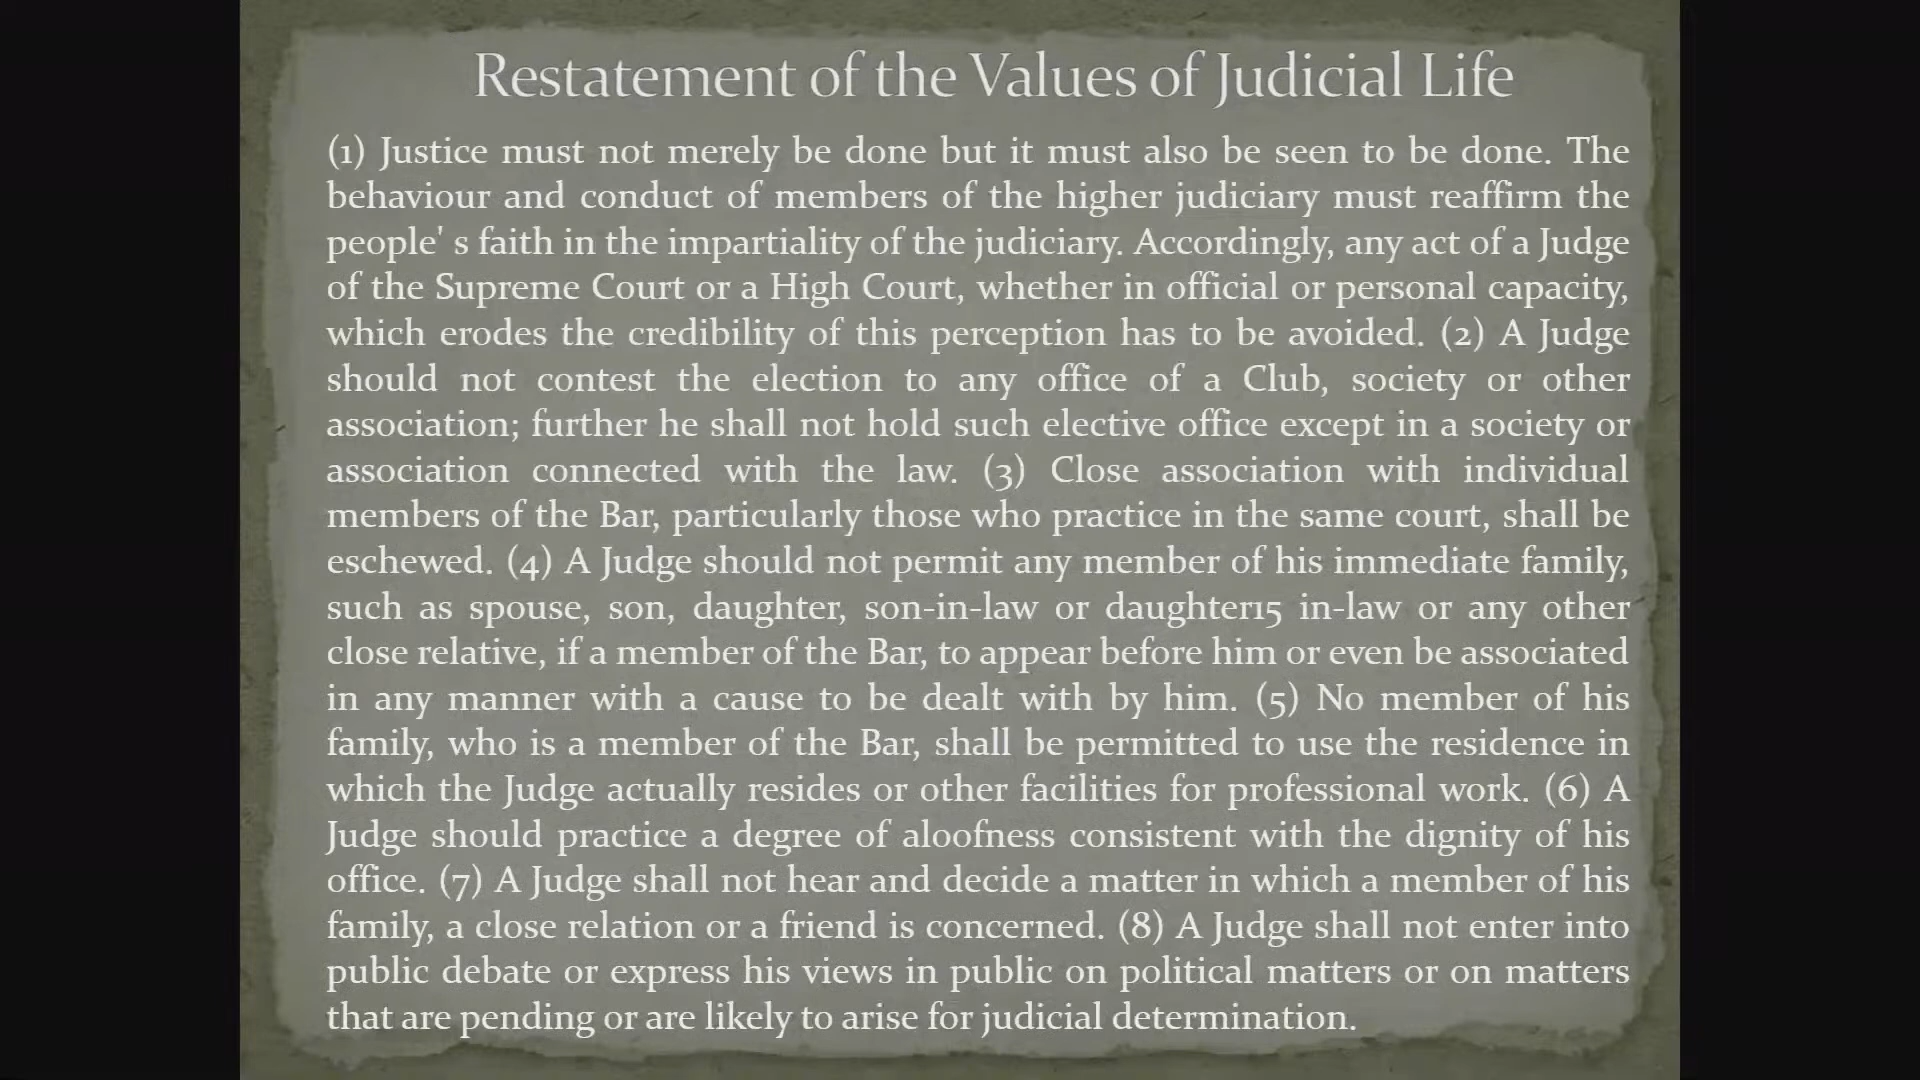 Restatement of the Values of Judicial Life
(1) Justice must not merely be done but it must also be seen to be done. The
behaviour and conduct of members of the higher judiciary must reaffirm the
people' s faith in the impartiality of the judiciary. Accordingly, any act of a Judge
of the Supreme Court or a High Court, whether in official or personal capacity,
which erodes the credibility of this perception has to be avoided. (2) A Judge
should not contest the election to any office of a Club, society or other
association; further he shall not hold such elective office except in a society or
association connected with the law. (3) Close association with individual
members of the Bar, particularly those who practice in the same court, shall be
eschewed. (4) A Judge should not permit any member of his immediate family,
such as spouse, son, daughter, son-in-law or daughter15 in-law or any other
close relative, if a member of the Bar, to appear before him or even be associated
in any manner with a cause to be dealt with by him. (5) No member of his
family, who is a member of the Bar, shall be permitted to use the residence in
which the Judge actually resides or other facilities for professional work. (6) A
Judge should practice a degree of aloofness consistent with the dignity of his
office. (7) A Judge shall not hear and decide a matter in which a member of his
family, a close relation or a friend is concerned. (8) A Judge shall not enter into
public debate or express his views in public on political matters or on matters
that are pending or are likely to arise for judicial determination.